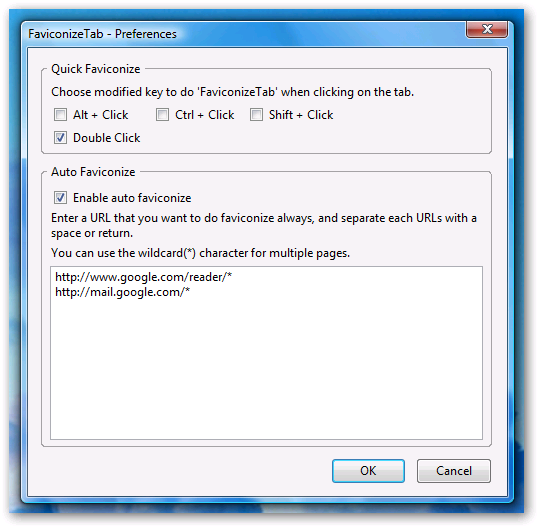 FaviconizeTab - Preferences
Quick Faviconize
Choose modified key to do 'FaviconizeTab' when clicking on the tab.
Alt + Click Ctrl + Click Shift + Click
Double Click
Auto Faviconize
Enable auto faviconize
Enter a URL that you want to do faviconize always, and separate each URLs with a
space or return.
You can use the wildcard(*) character for multiple pages.
http://www.google.com/reader/*
http://mail.google.com/*
OK Cancel